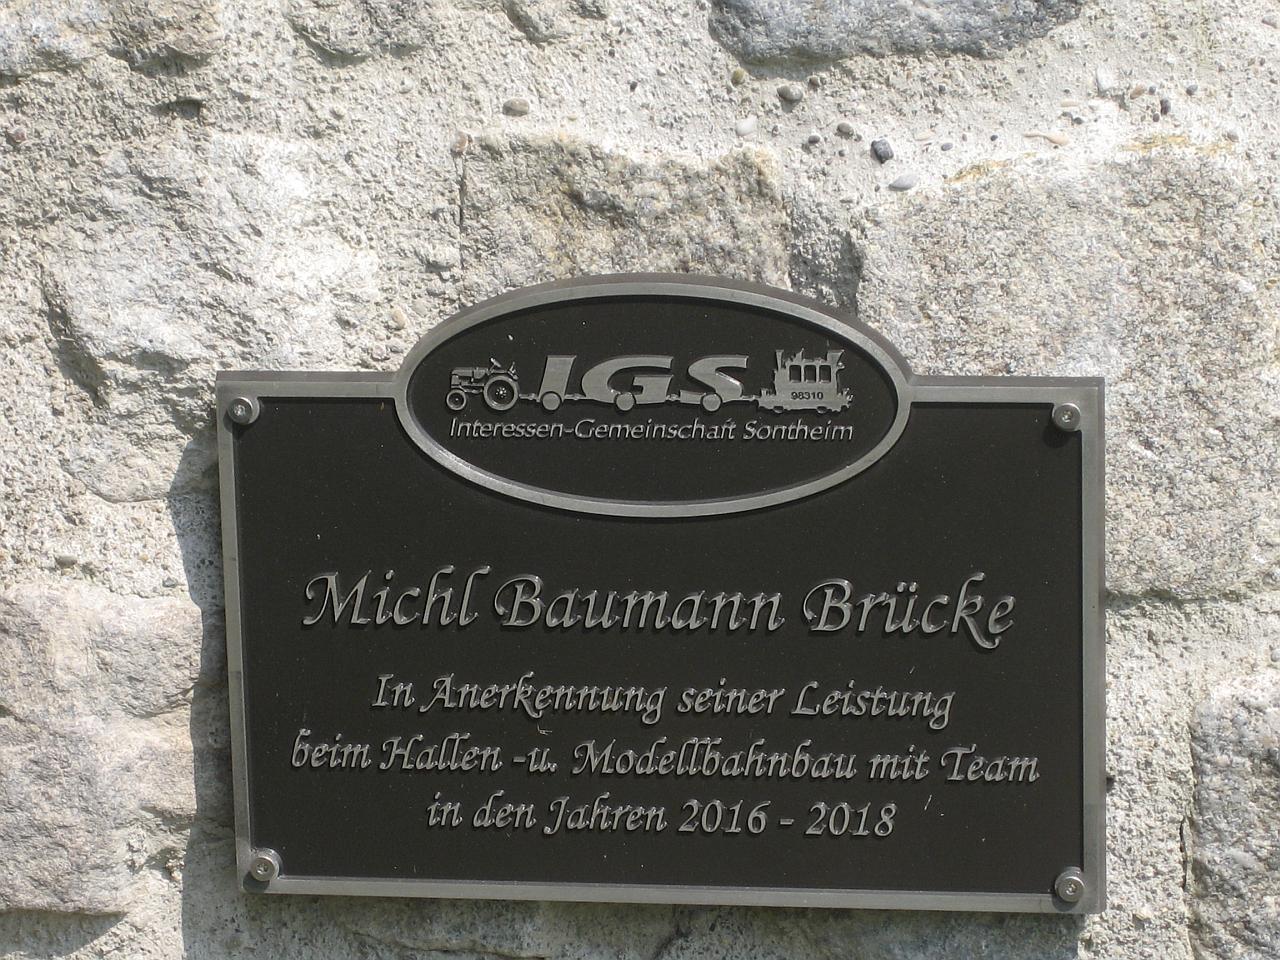 IGS
98310
Interessen-Gemeinschaft Sontheim
Michl Baumann Brücke
In Anerkennung seiner Leistung
beim Hallen -u. Modellbahnbau mit Team
in den Jahren 2016 - 2018